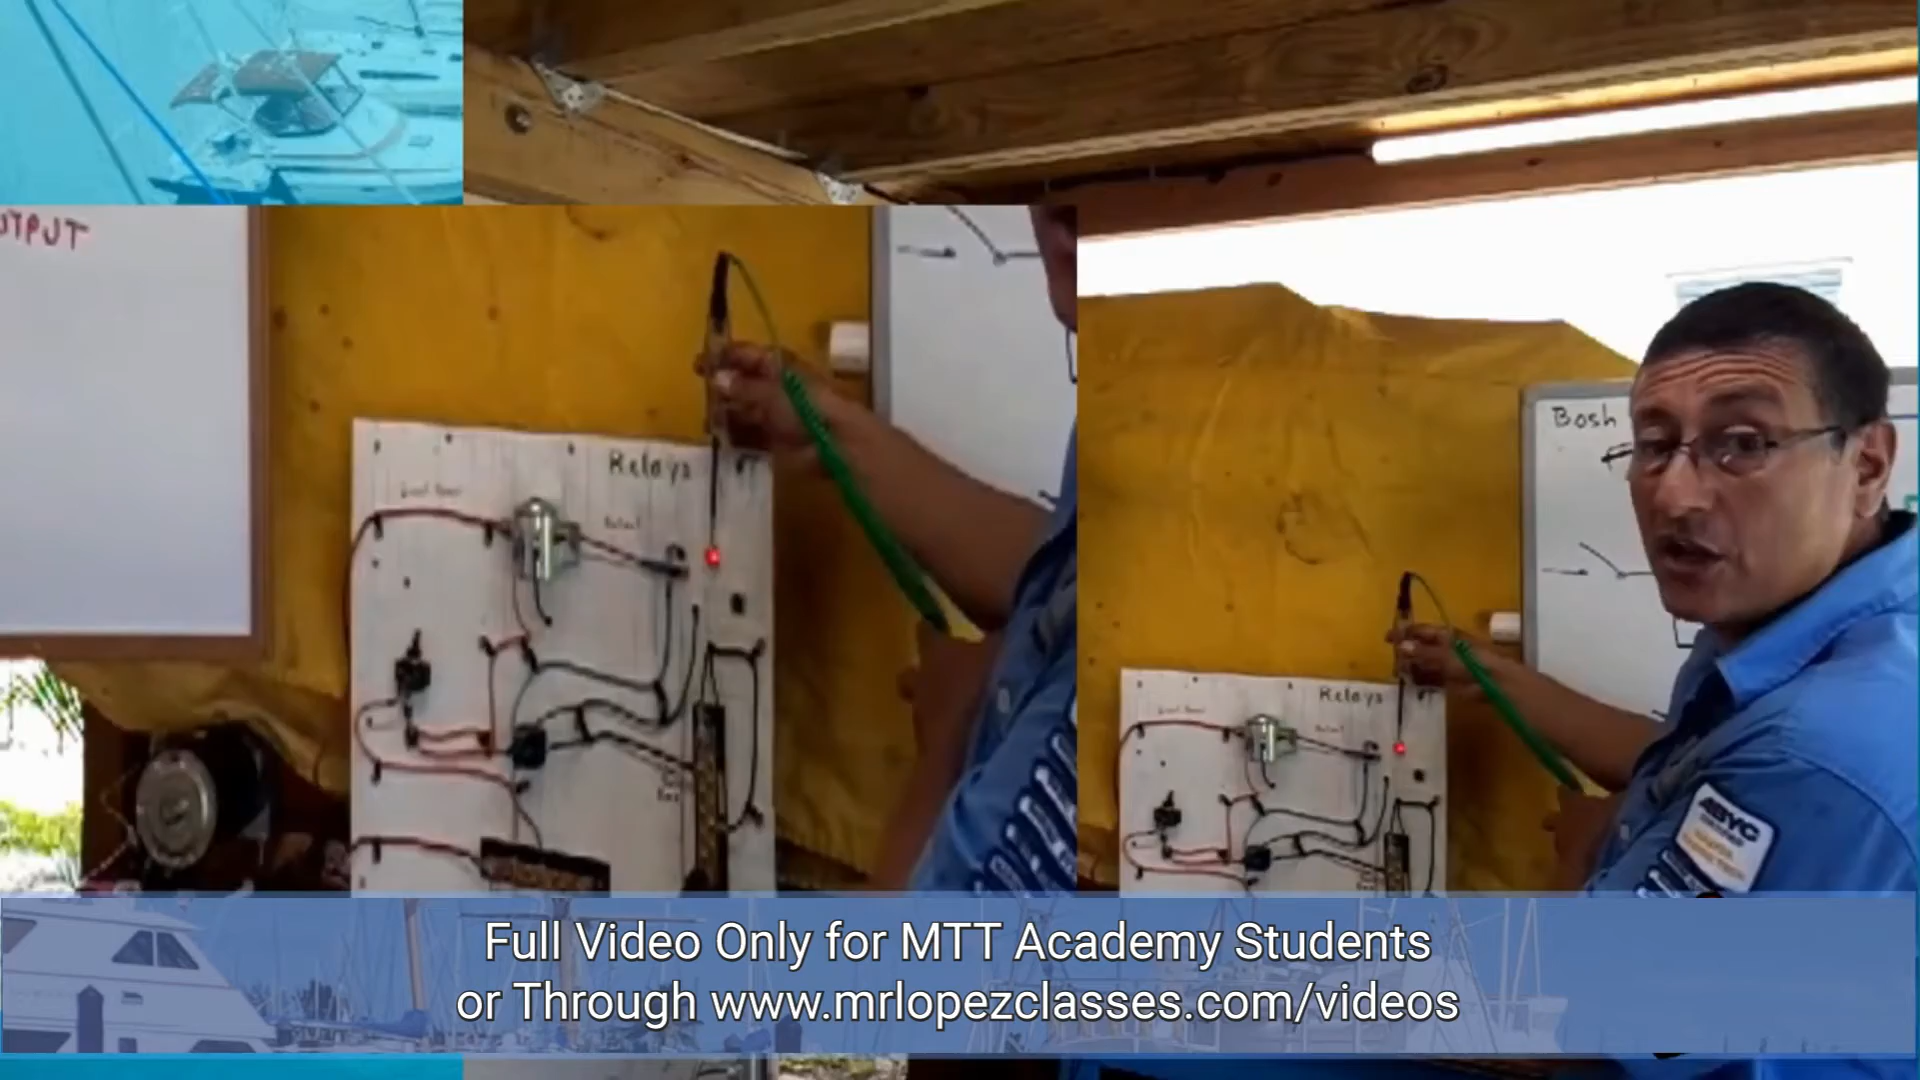 UTPUT
Relays
Bosh
Relays
ABYC
Full Video Only for MTT Academy Students
or Through www.mrlopezclasses.com/videos